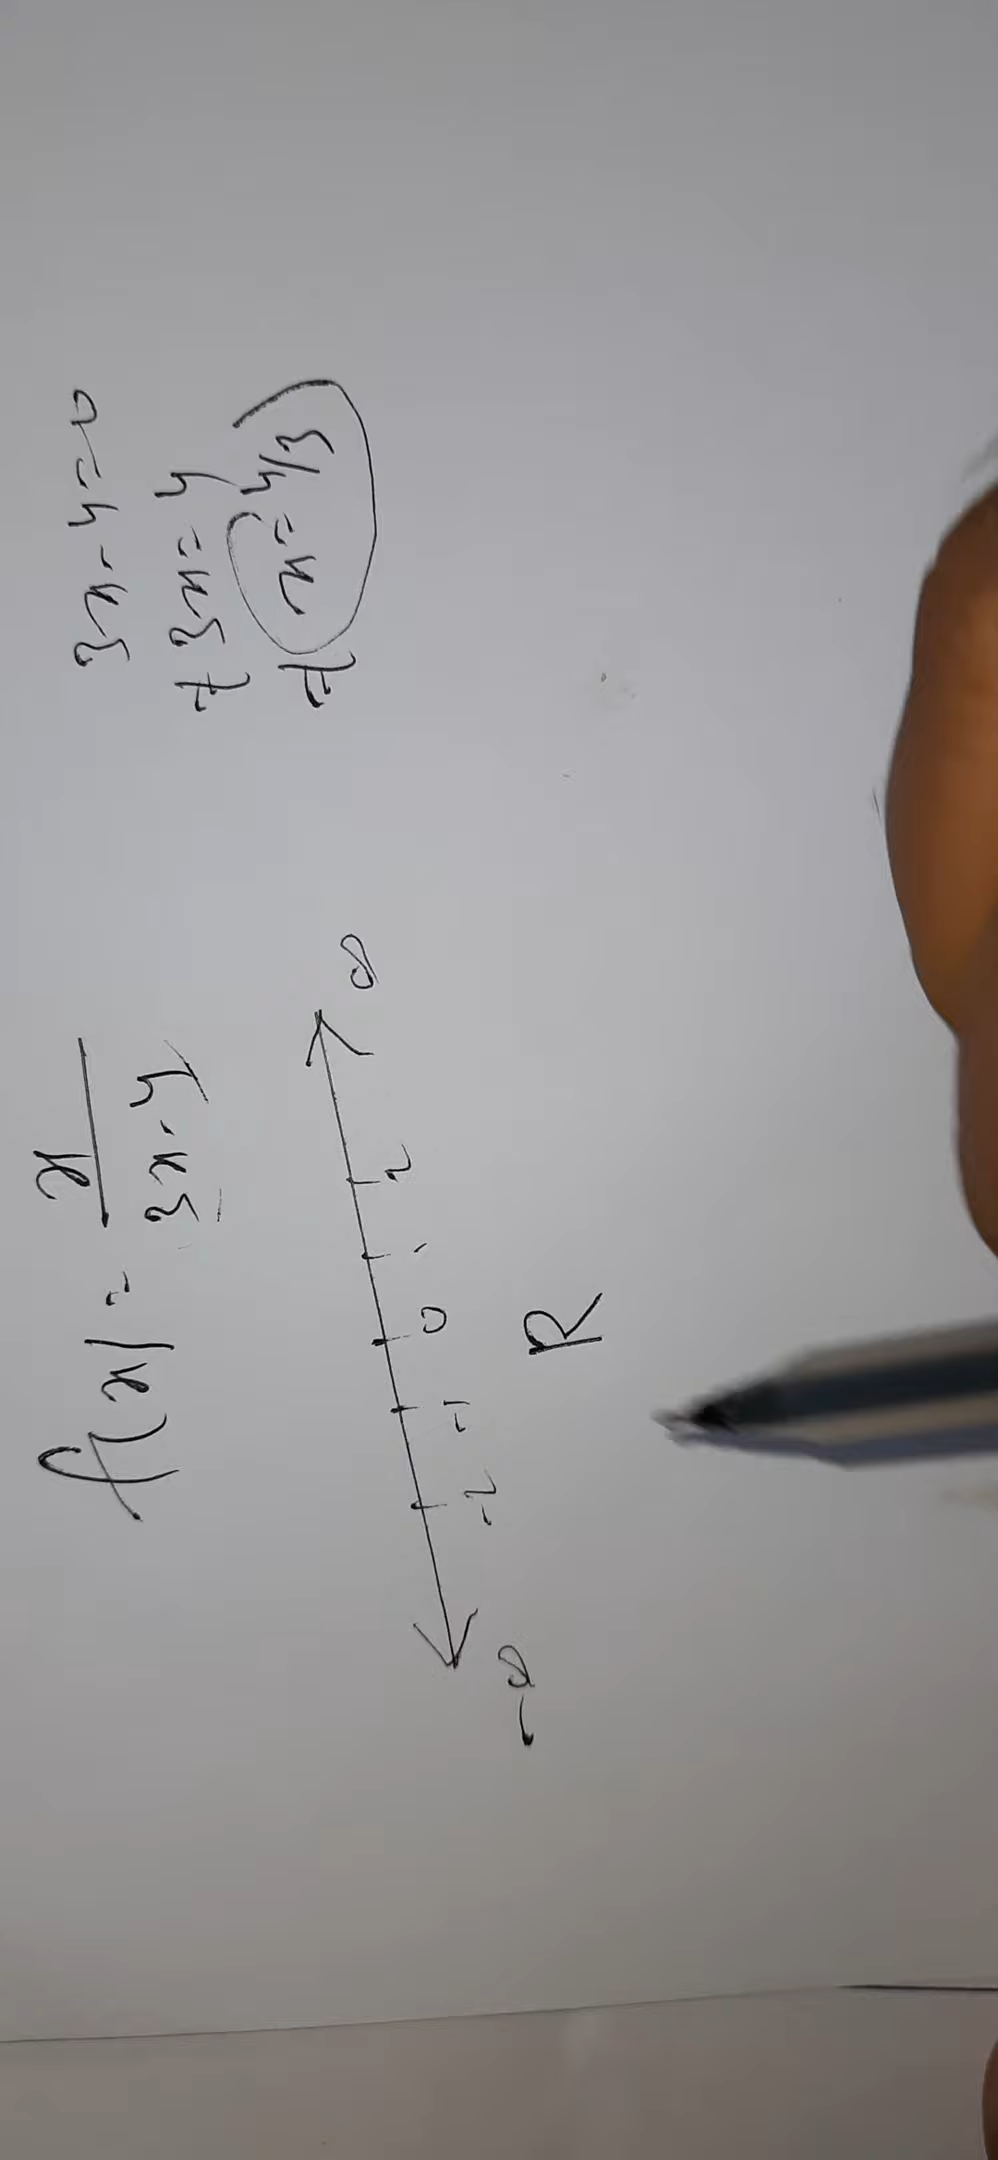 f(x) = x / 3x - 4
3x - 4 = 0
⇒ 3x = 4
⇒ x = 4/3
-∞ -2 -1 0 1 2 ∞
R